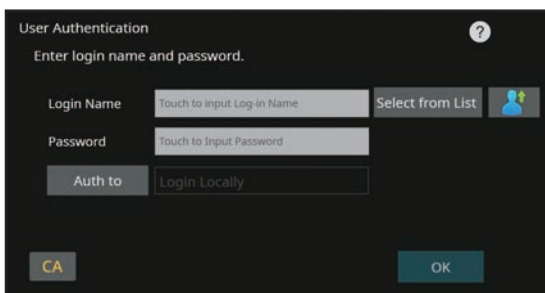 User Authentication
?
Enter login name and password.
Login Name
Touch to input Log-in Name
Select from List
Password
Touch to Input Password
Auth to
Login Locally
CA
OK